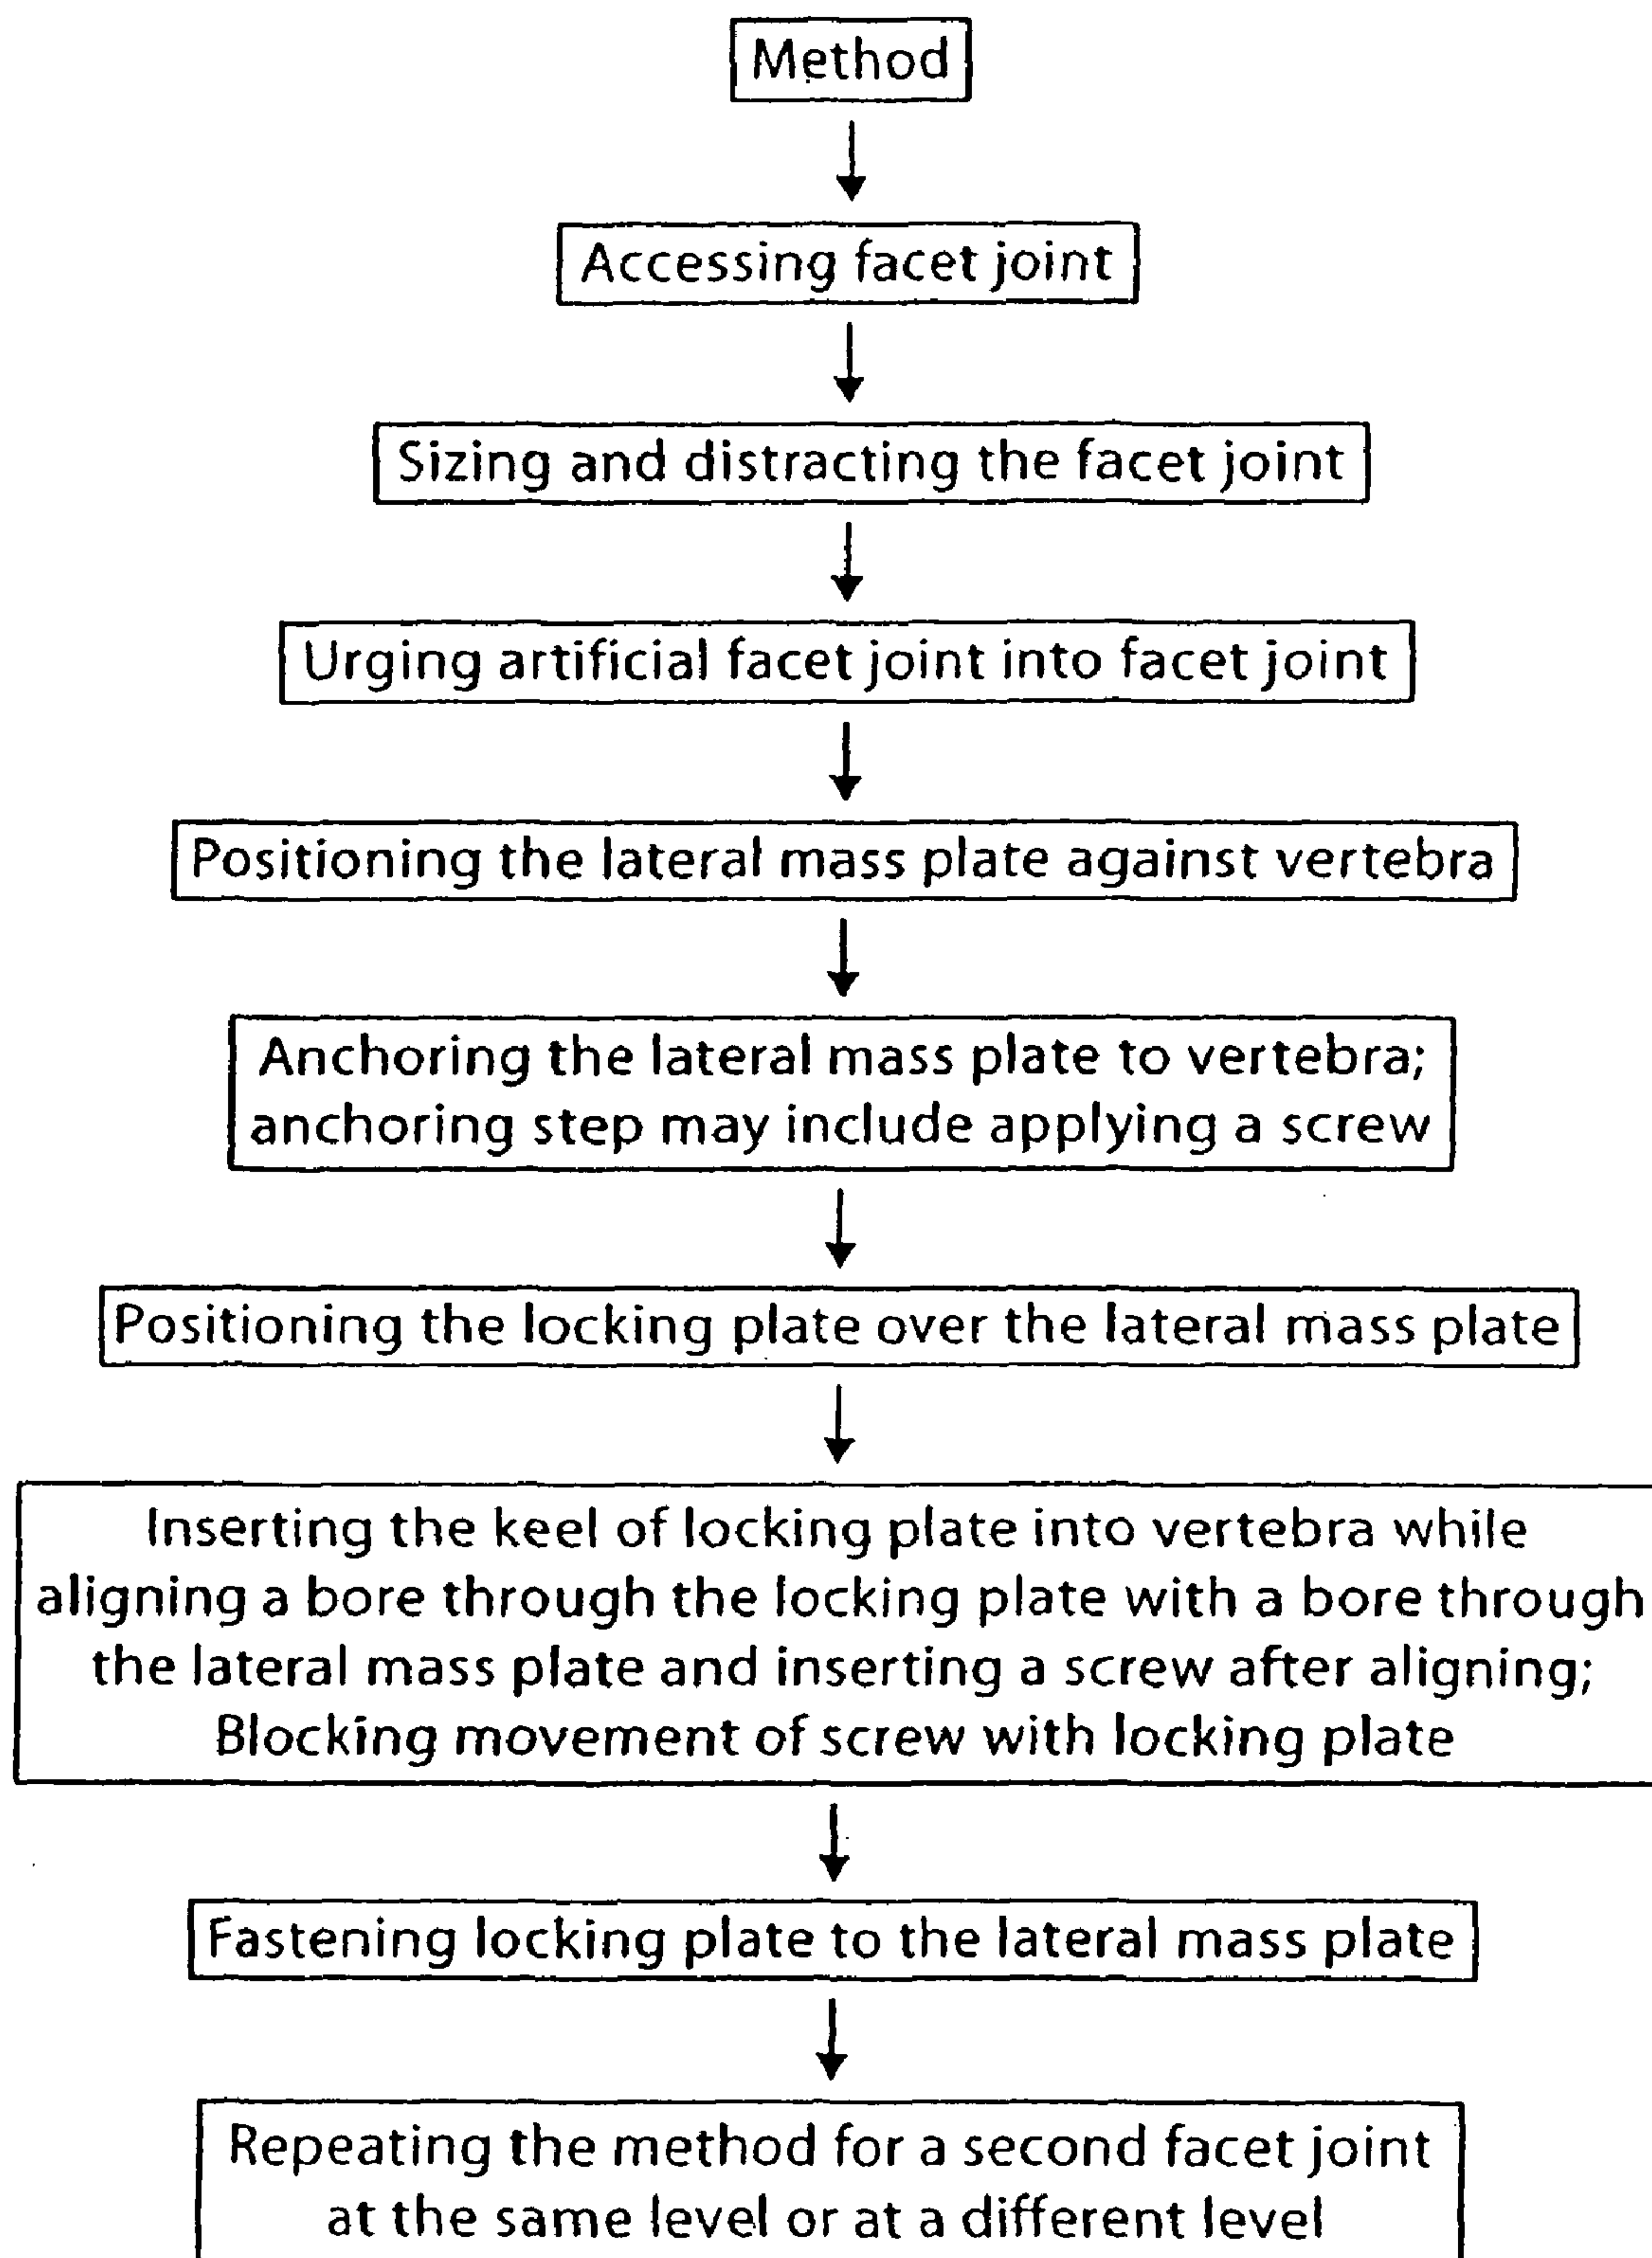 Method
Accessing facet joint
Sizing and distracting the facet joint
Urging artificial facet joint into facet joint
Positioning the lateral mass plate against vertebra
Anchoring the lateral mass plate to vertebra;
anchoring step may include applying a screw
Positioning the locking plate over the lateral mass plate
Inserting the keel of locking plate into vertebra while
aligning a bore through the locking plate with a bore through
the lateral mass plate and inserting a screw after aligning;
Blocking movement of screw with locking plate
Fastening locking plate to the lateral mass plate
Repeating the method for a second facet joint
at the same level or at a different level